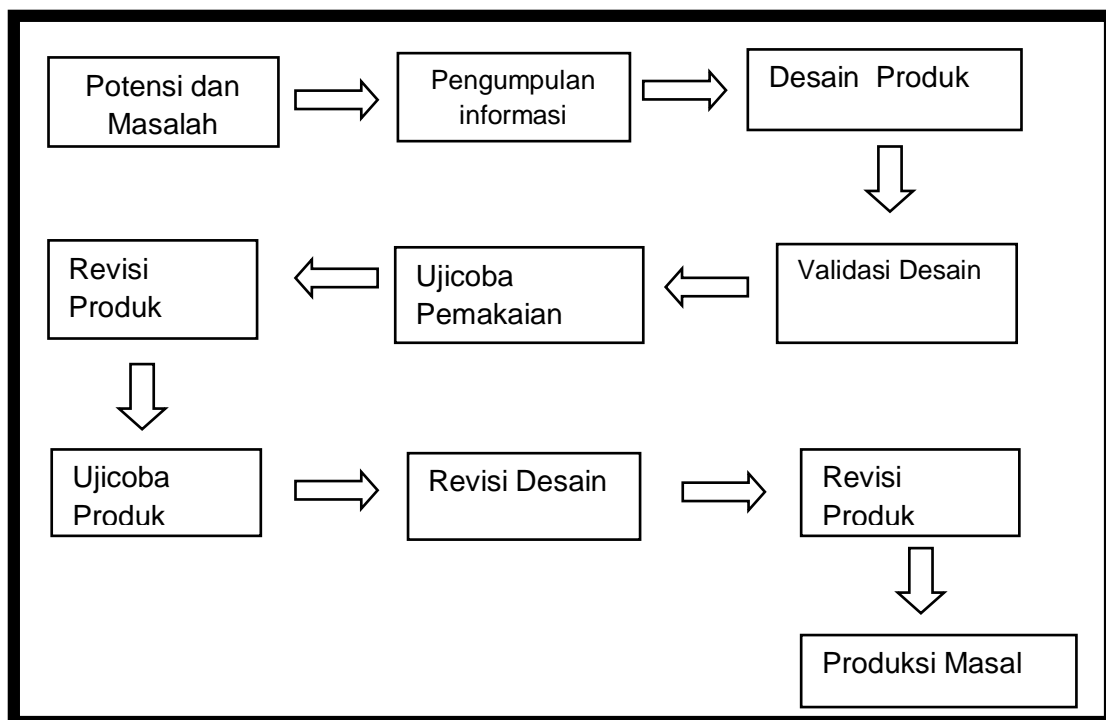 Potensi dan
Masalah
Pengumpulan
informasi
Desain Produk
Validasi Desain
Ujicoba
Pemakaian
Revisi
Produk
Ujicoba
Produk
Revisi Desain
Revisi
Produk
Produksi Masal